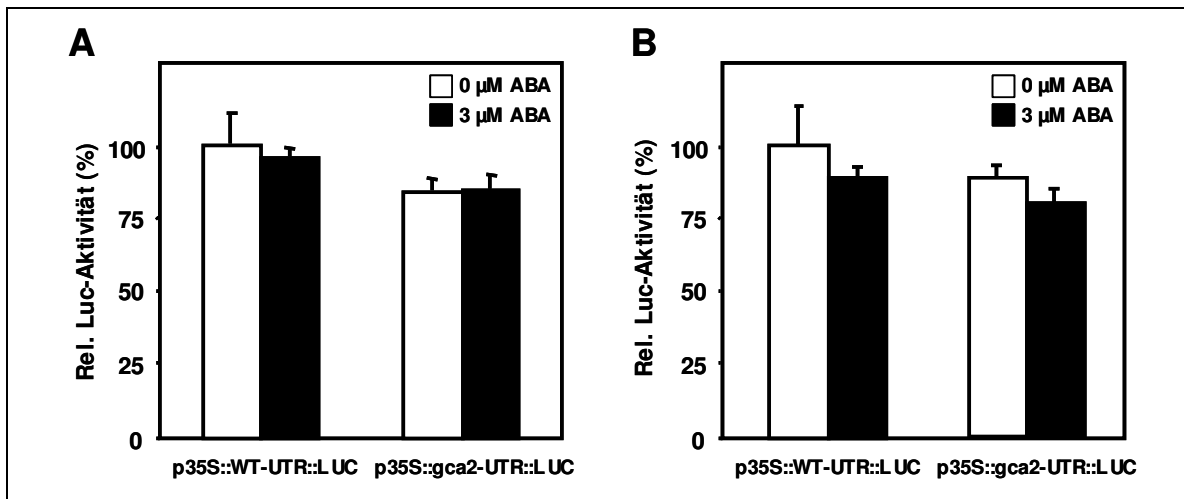 A
Rel. Luc-Aktivität (%)
100
75
50
25
0
0 µM ABA
3 µM ABA
p35S::WT-UTR::LUC p35S::gca2-UTR::LUC
B
Rel. Luc-Aktivität (%)
100
75
50
25
0
0 µM ABA
3 µM ABA
p35S::WT-UTR::LUC p35S::gca2-UTR::LUC